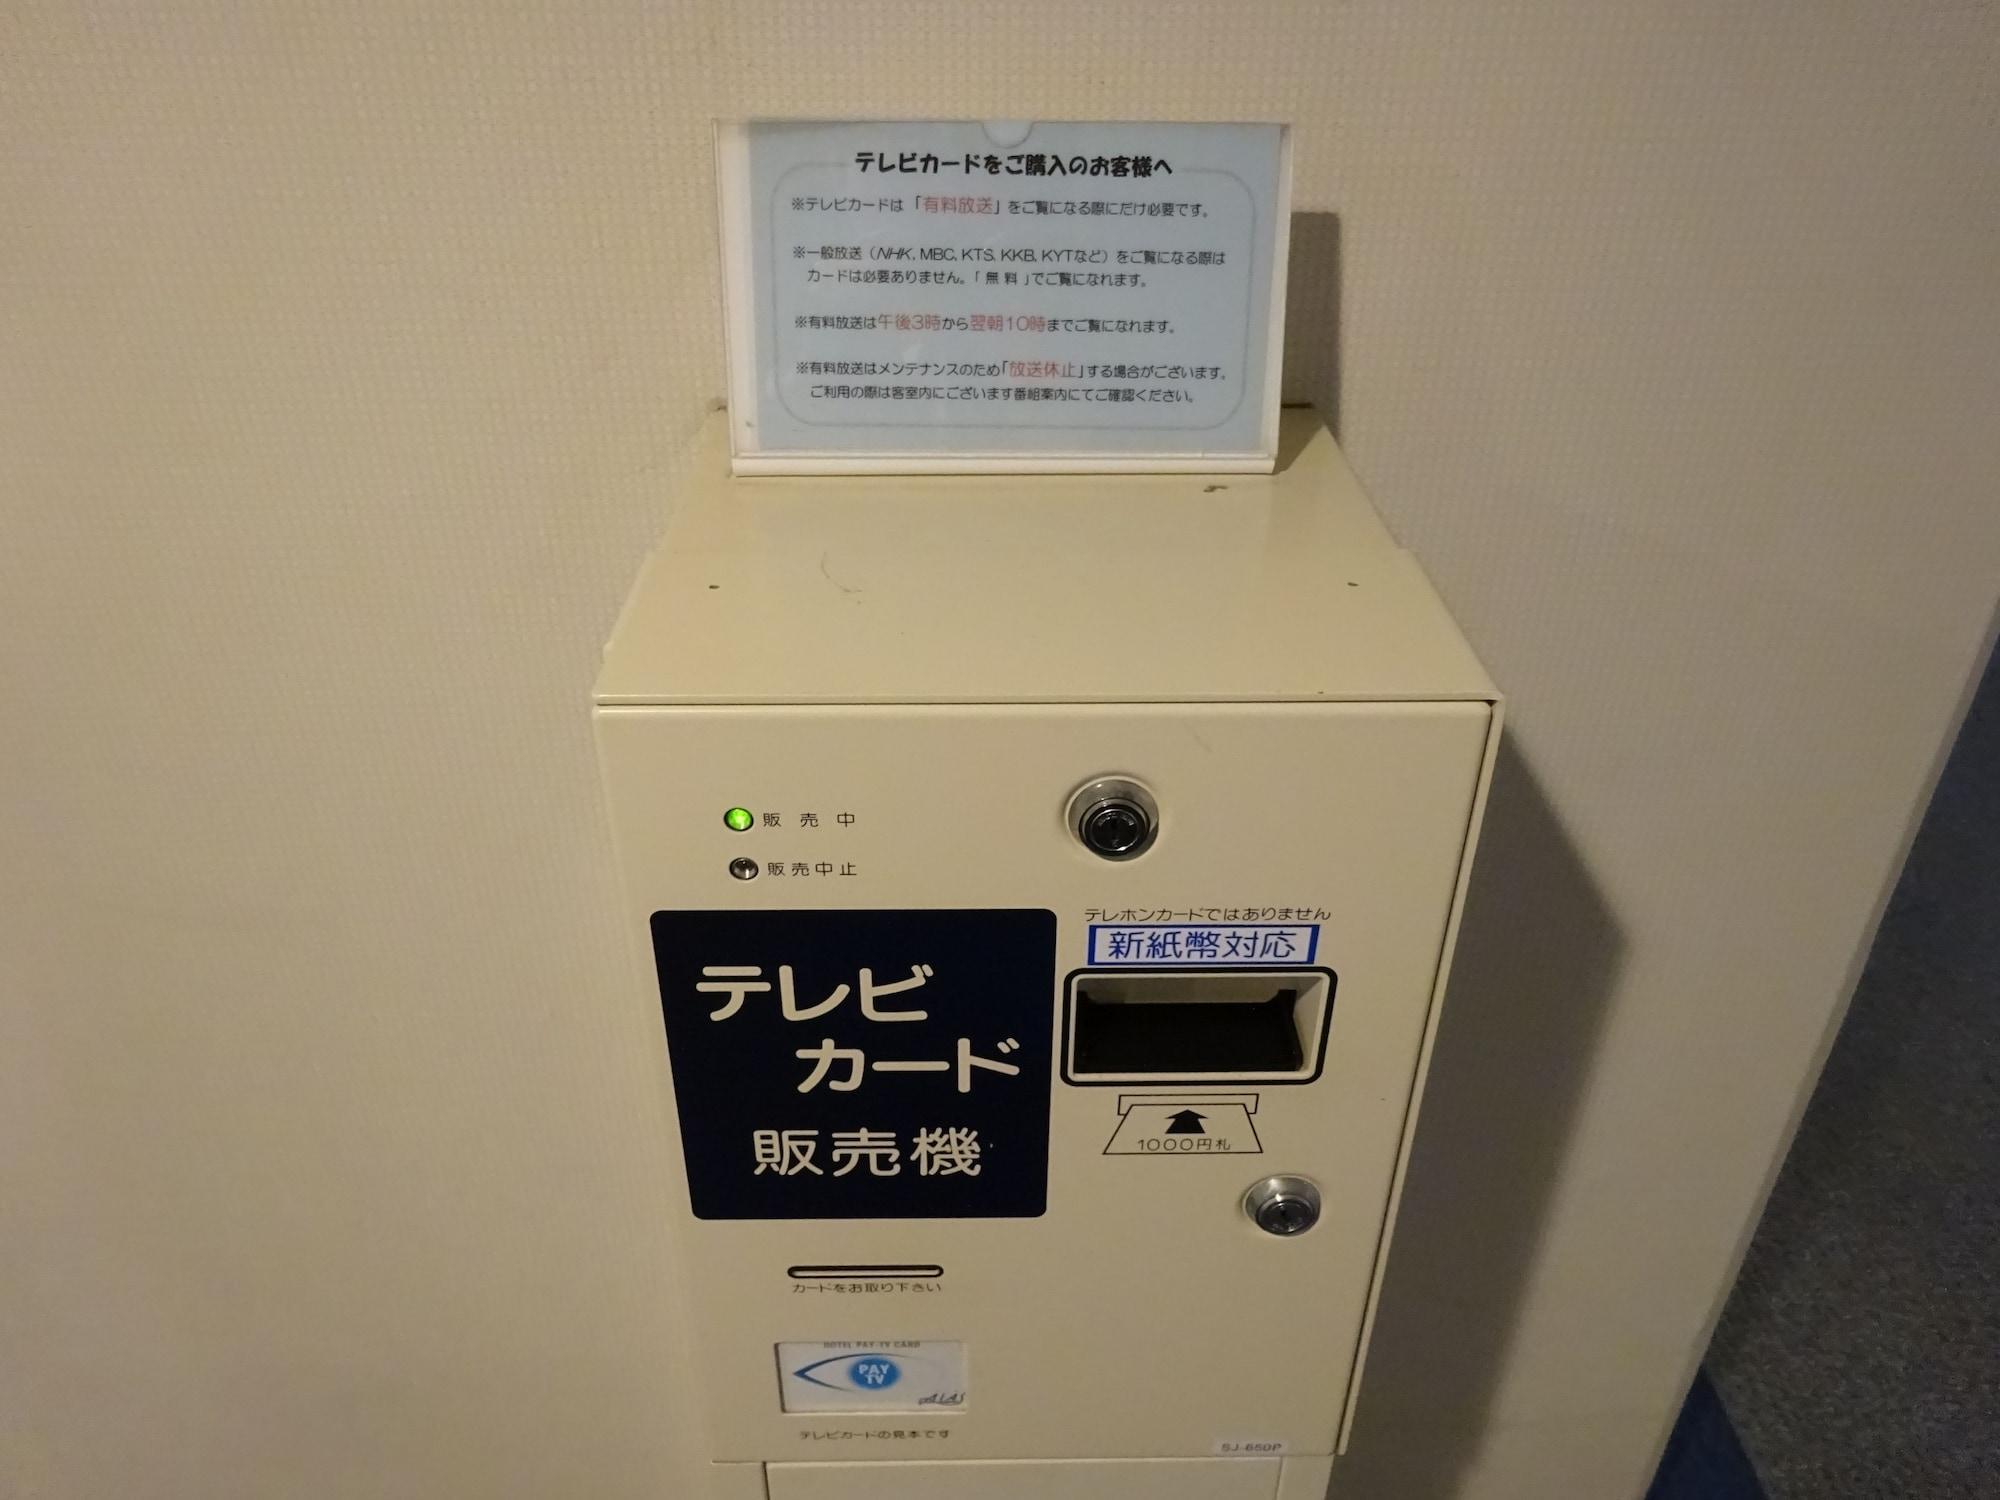 テレビカードをご購入のお客様へ
※テレビカードは「有料放送」をご覧になる際にだけ必要です。
※一般放送（NHK, MBC, KTS, KKB, KYTなど）をご覧になる際は
カードは必要ありません。「 無 料 」でご覧になれます。
※有料放送は午後3時から翌朝10時までご覧になれます。
※有料放送はメンテナンスのため「放送休止」する場合がございます。
ご利用の際は客室内にございます番組案内にてご確認ください。
販売中
販売中止
テレホンカードではありません
新紙幣対応
テレビ
カード
販売機
1000円札
カードをお取り下さい
HOTEL PAY-TV CARD
PAY
TV
PALAS
テレビカードの見本です
SJ-650P